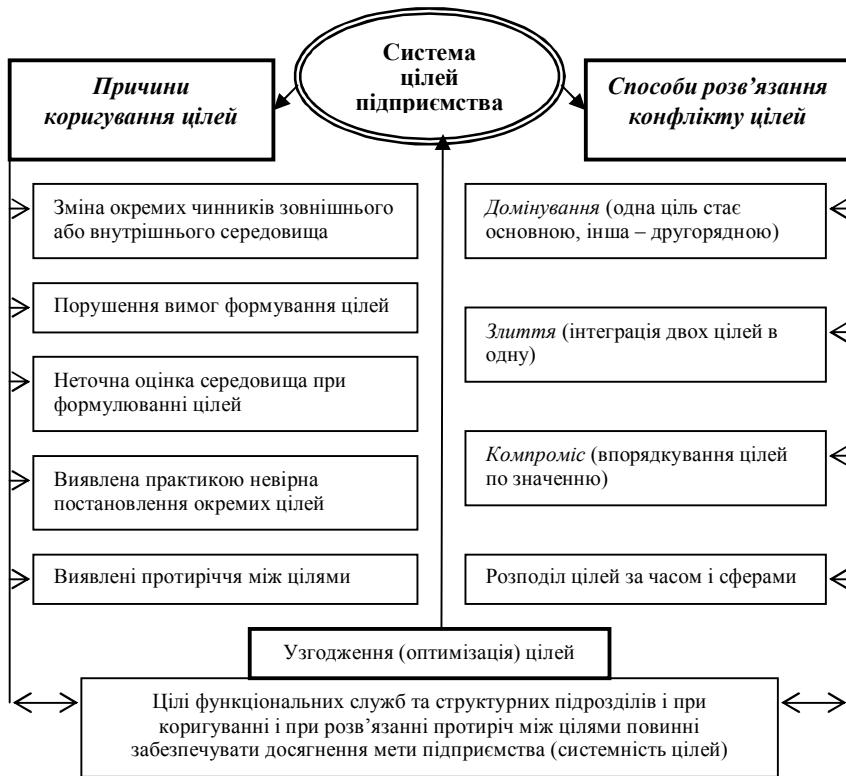 Система
цілей
підприємства
Причини
коригування цілей
Способи розв’язання
конфлікту цілей
Зміна окремих чинників зовнішнього
або внутрішнього середовища
Порушення вимог формування цілей
Неточна оцінка середовища при
формулюванні цілей
Виявлена практикою невірна
постановлення окремих цілей
Виявлені протиріччя між цілями
Домінування (одна ціль стає
основною, інша – другорядною)
Злиття (інтеграція двох цілей в
одну)
Компроміс (впорядкування цілей
по значенню)
Розподіл цілей за часом і сферами
Узгодження (оптимізація) цілей
Цілі функціональних служб та структурних підрозділів і при
коригуванні і при розв’язанні протиріч між цілями повинні
забезпечувати досягнення мети підприємства (системність цілей)